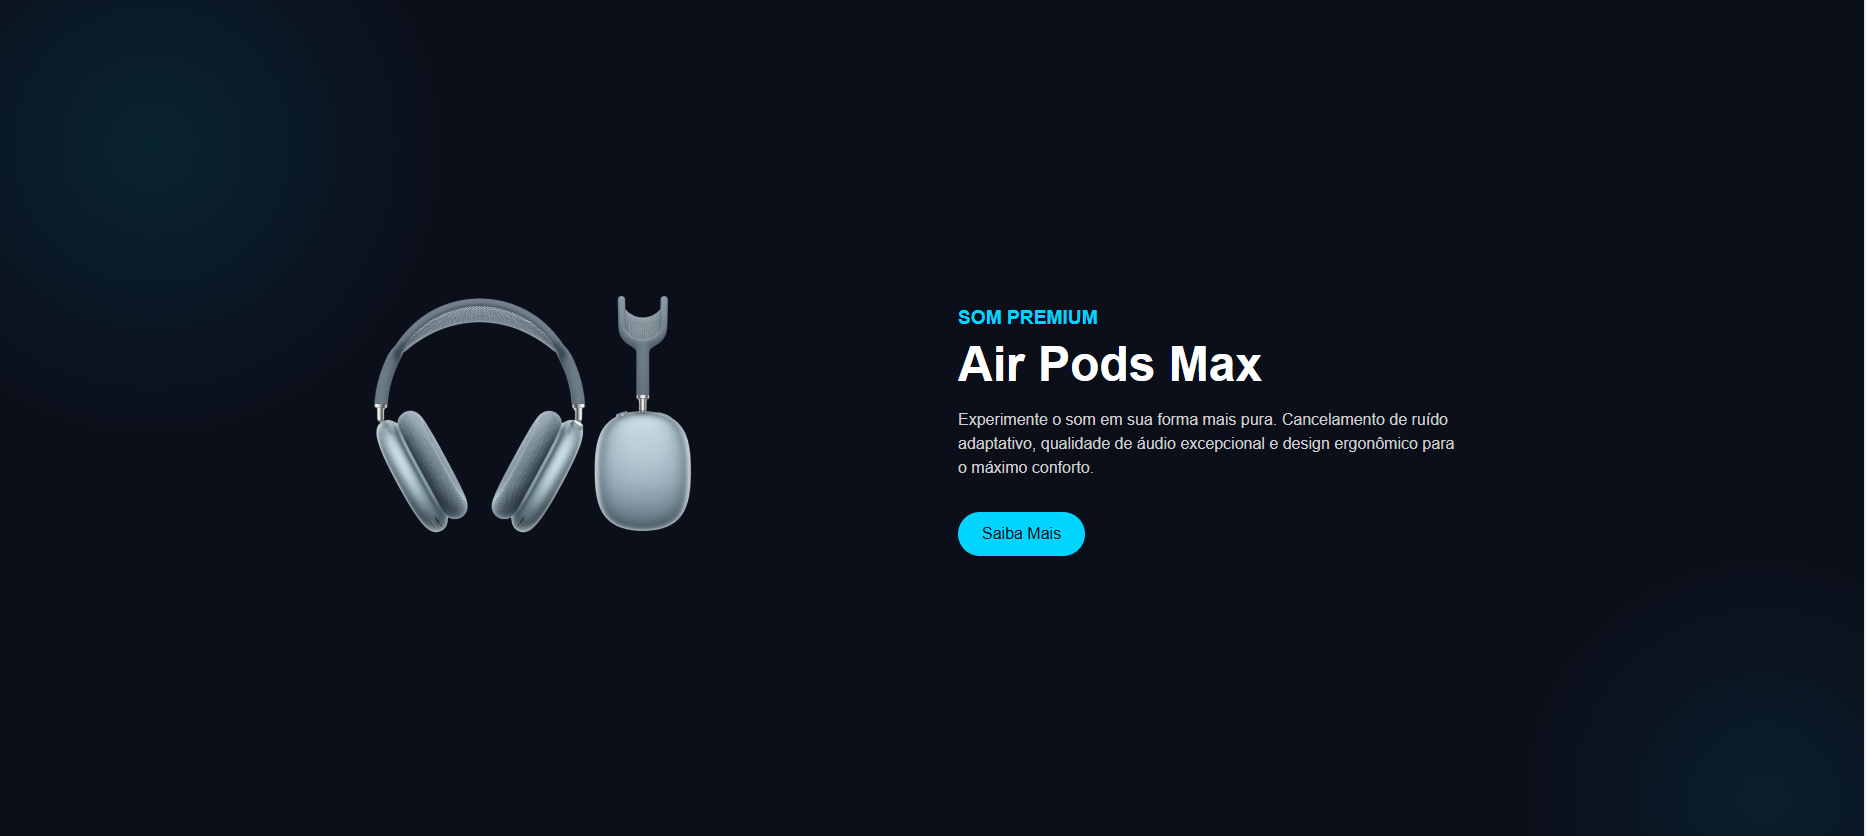 SOM PREMIUM
Air Pods Max
Experimente o som em sua forma mais pura. Cancelamento de ruído
adaptativo, qualidade de áudio excepcional e design ergonômico para
o máximo conforto.
Saiba Mais